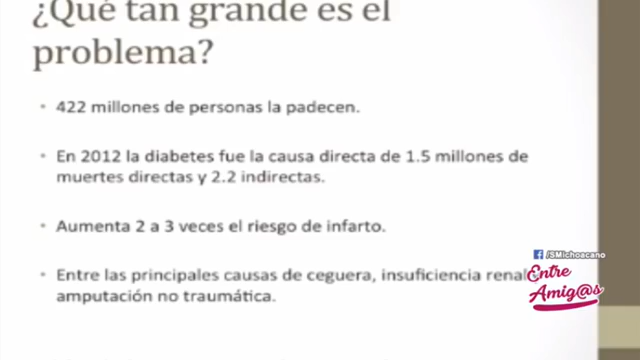 ¿Qué tan grande es el
problema?
• 422 millones de personas la padecen.
• En 2012 la diabetes fue la causa directa de 1.5 millones de
muertes directas y 2.2 indirectas.
• Aumenta 2 a 3 veces el riesgo de infarto.
• Entre las principales causas de ceguera, insuficiencia renal
amputación no traumática.
/SMichoacano
Entre
Amig@s